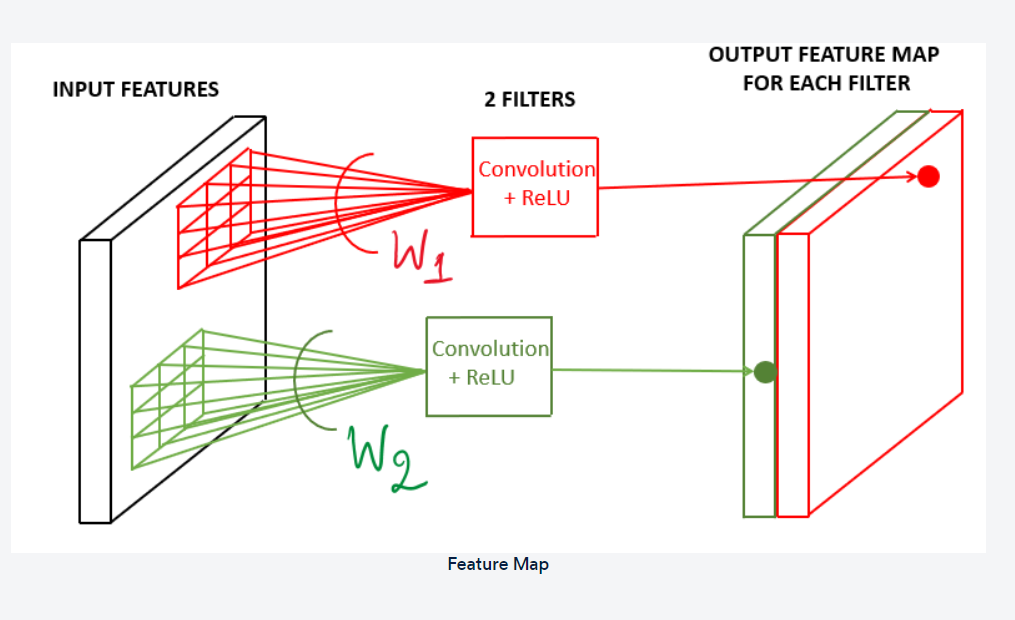 INPUT FEATURES
2 FILTERS
OUTPUT FEATURE MAP
FOR EACH FILTER
Convolution
+ ReLU
W1
Convolution
+ ReLU
W2
Feature Map